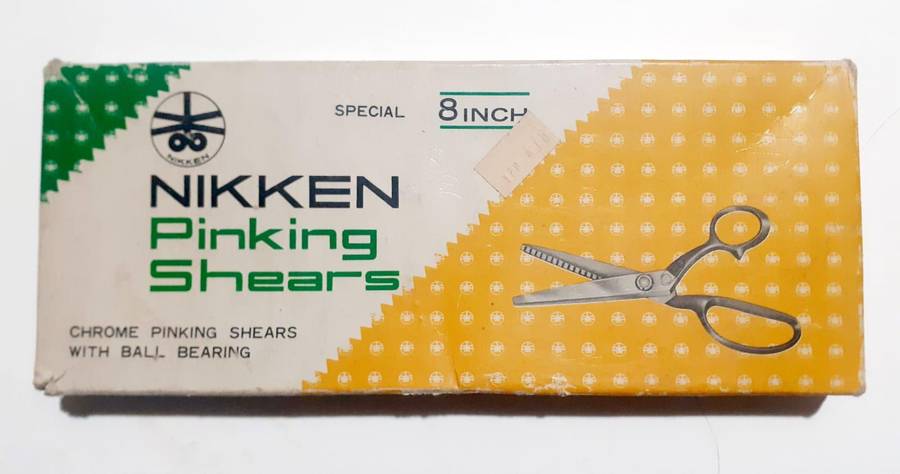 NIKKEN
SPECIAL 8 INCH
NIKKEN
Pinking
Shears
CHROME PINKING SHEARS
WITH BALL BEARING